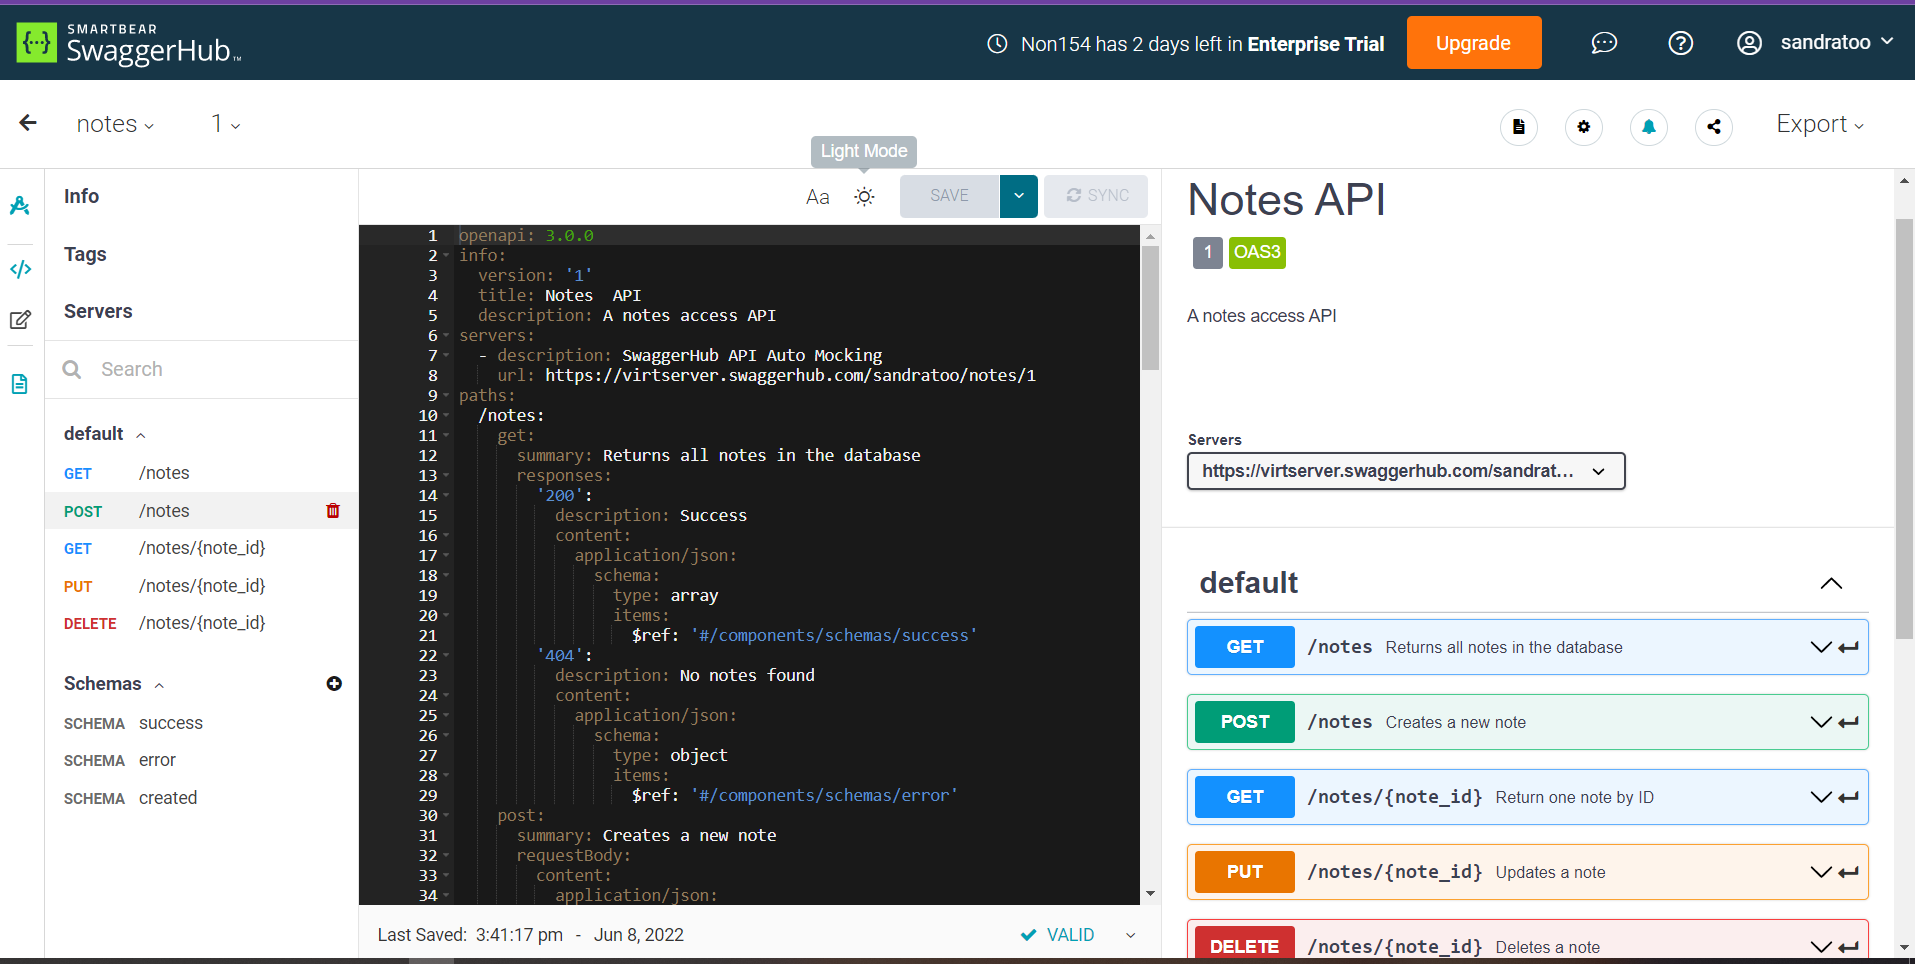 SMARTBEAR
SwaggerHub™
Non154 has 2 days left in Enterprise Trial
Upgrade
sandratoo
notes
1
Export
Light Mode
Info
Tags
Servers
Search
default
GET /notes
POST /notes
GET /notes/{note_id}
PUT /notes/{note_id}
DELETE /notes/{note_id}
Schemas
SCHEMA success
SCHEMA error
SCHEMA created
Aa
SAVE
SYNC
1 openapi: 3.0.0
2 info:
3 version: '1'
4 title: Notes  API
5 description: A notes access API
6 servers:
7 - description: SwaggerHub API Auto Mocking
8 url: https://virtserver.swaggerhub.com/sandratoo/notes/1
9 paths:
10 /notes:
11 get:
12 summary: Returns all notes in the database
13 responses:
14 '200':
15 description: Success
16 content:
17 application/json:
18 schema:
19 type: array
20 items:
21 $ref: '#/components/schemas/success'
22 '404':
23 description: No notes found
24 content:
25 application/json:
26 schema:
27 type: object
28 items:
29 $ref: '#/components/schemas/error'
30 post:
31 summary: Creates a new note
32 requestBody:
33 content:
34 application/json:
Last Saved: 3:41:17 pm - Jun 8, 2022
VALID
Notes API
1 OAS3
A notes access API
Servers
https://virtserver.swaggerhub.com/sandrat...
default
GET /notes Returns all notes in the database
POST /notes Creates a new note
GET /notes/{note_id} Return one note by ID
PUT /notes/{note_id} Updates a note
DELETE /notes/{note_id} Deletes a note